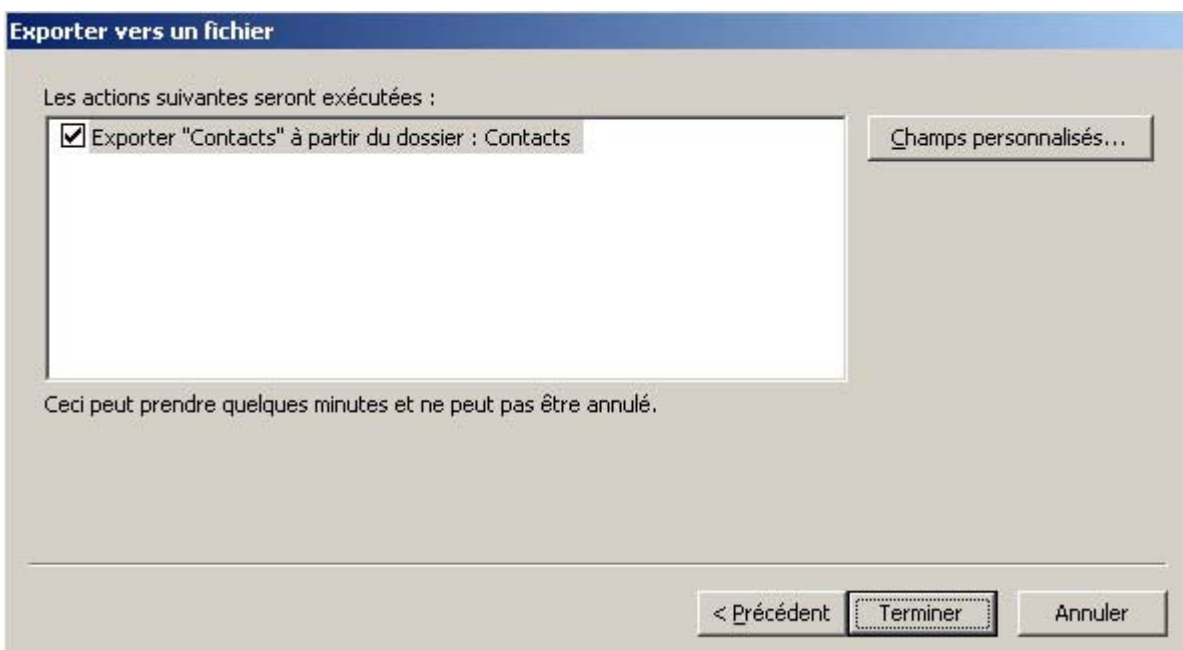 Exporter vers un fichier
Les actions suivantes seront exécutées :
Exporter "Contacts" à partir du dossier : Contacts
Champs personnalisés...
Ceci peut prendre quelques minutes et ne peut pas être annulé.
< Précédent
Terminer
Annuler